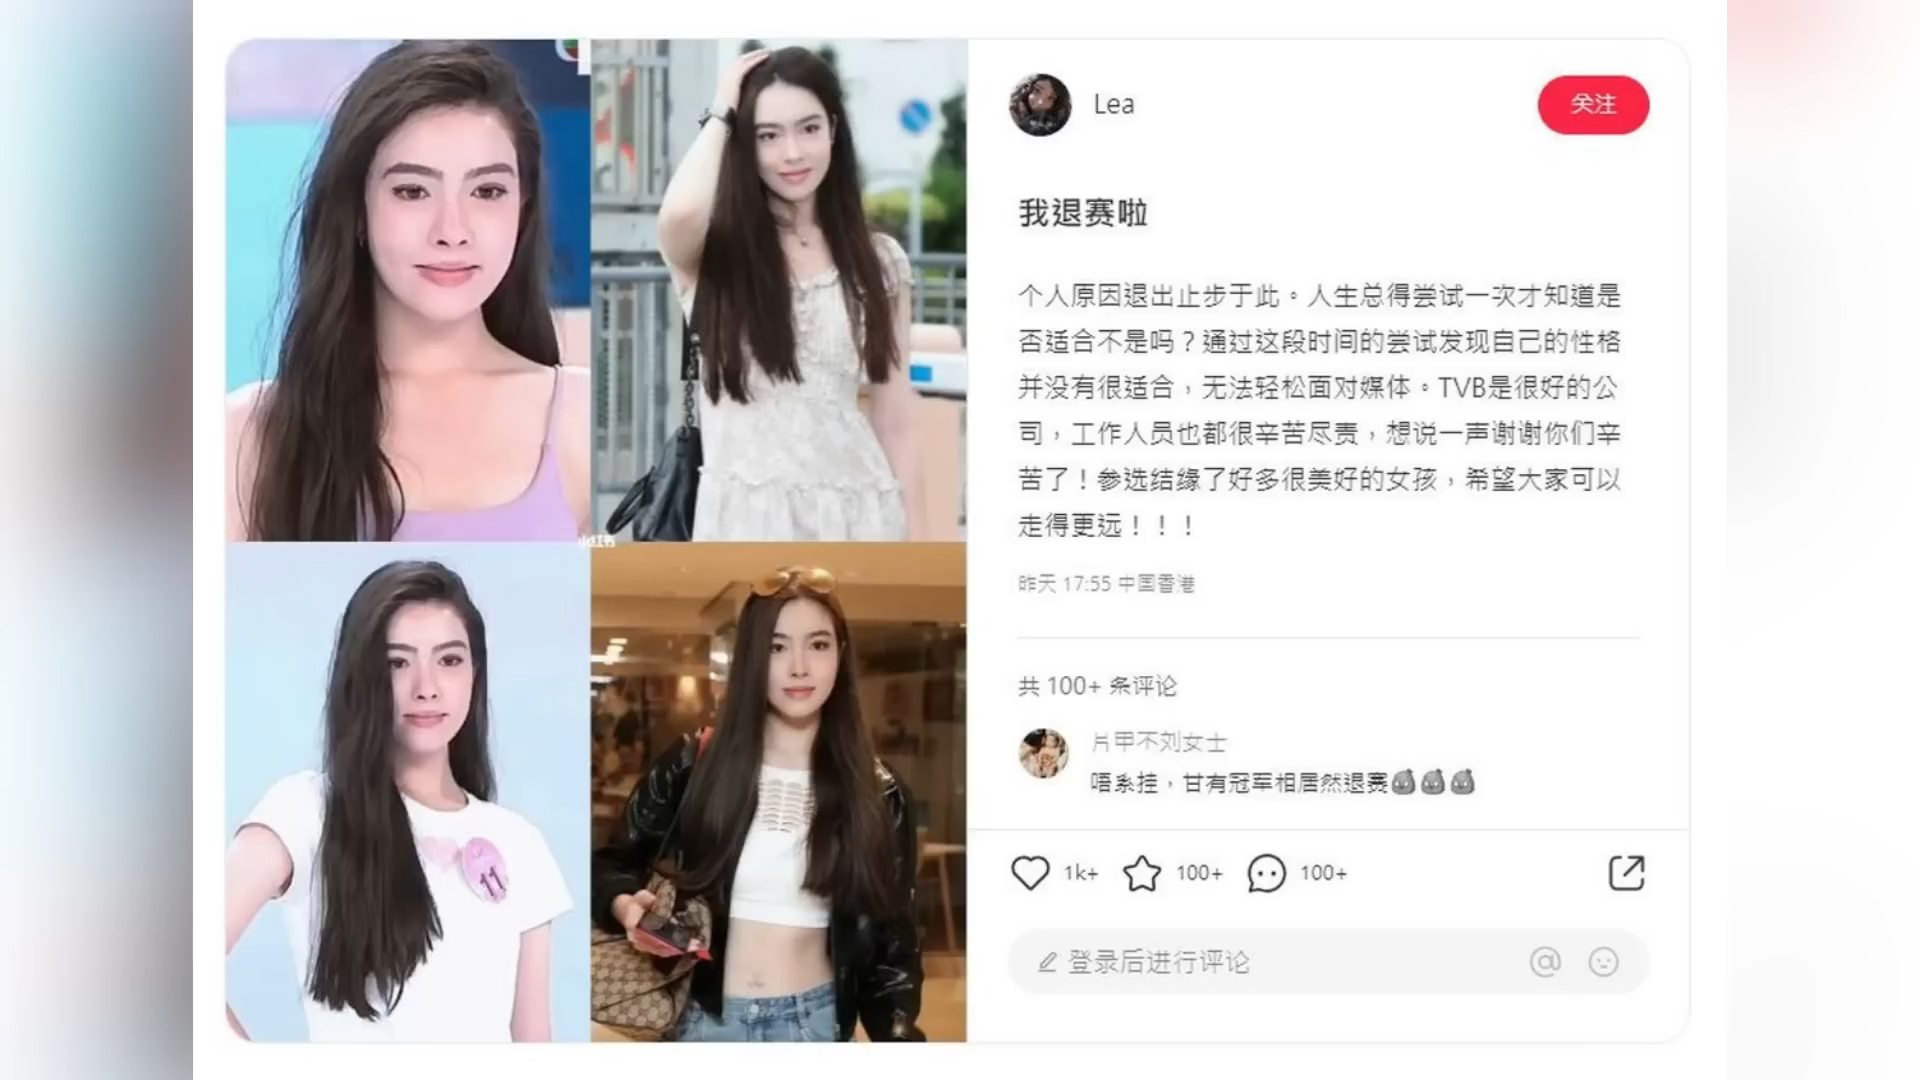 Lea
关注
我退赛啦
个人原因退出止步于此。人生总得尝试一次才知道是
否适合不是吗？通过这段时间的尝试发现自己的性格
并没有很适合，无法轻松面对媒体。TVB是很好的公
司，工作人员也都很辛苦尽责，想说一声谢谢你们辛
苦了！参选结缘了好多很美好的女孩，希望大家可以
走得更远！！！
昨天 17:55 中国香港
共 100+ 条评论
片甲不刘女士
唔系挂，甘有冠军相居然退赛
1k+
100+
100+
登录后进行评论
11